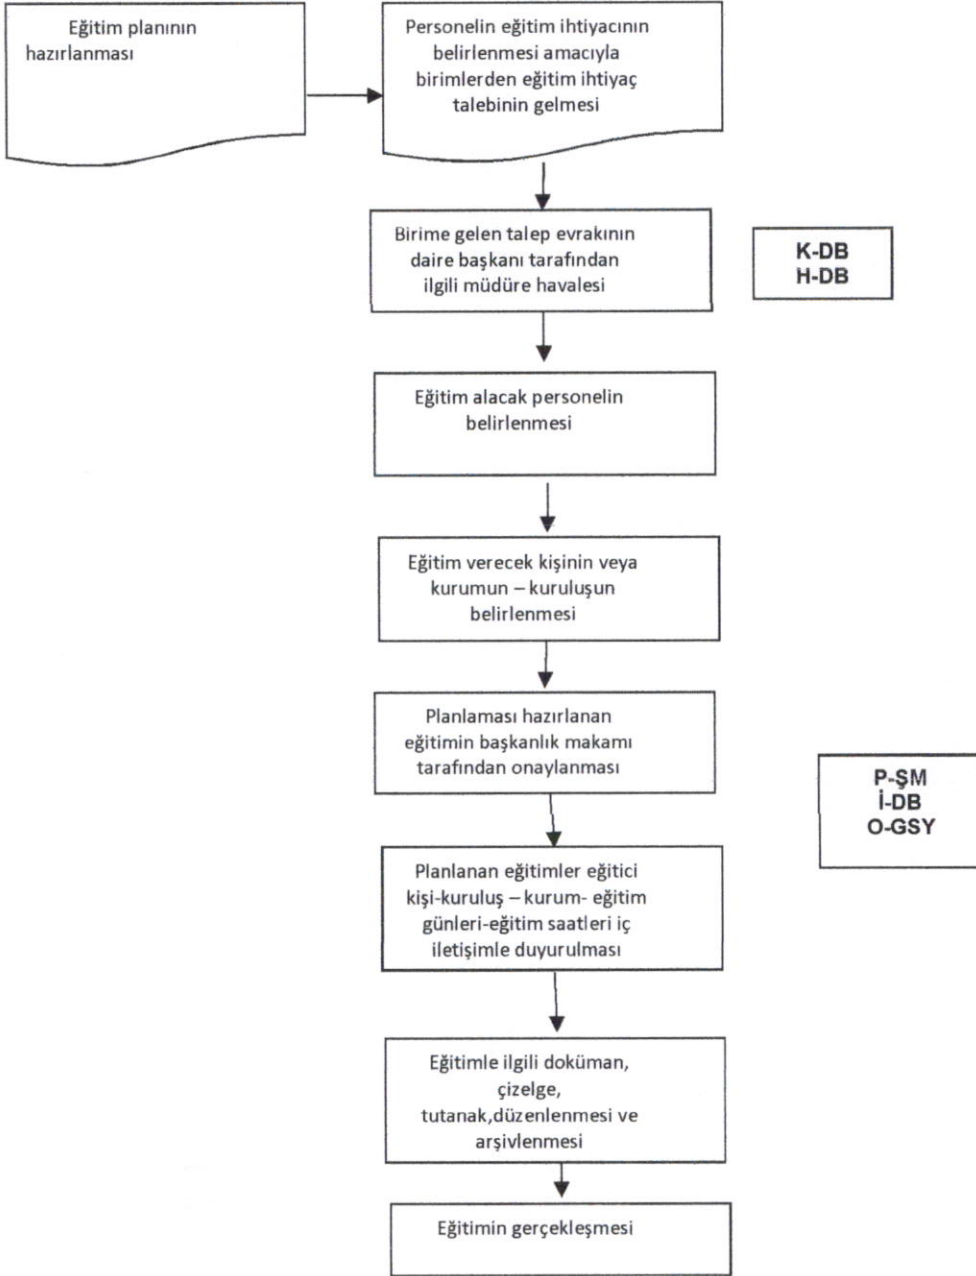 Eğitim planının
hazırlanması
Personelin eğitim ihtiyacının
belirlenmesi amacıyla
birimlerden eğitim ihtiyaç
talebinin gelmesi
Birime gelen talep evrakının
daire başkanı tarafından
ilgili müdüre havalesi
K-DB
H-DB
Eğitim alacak personelin
belirlenmesi
Eğitim verecek kişinin veya
kurumun – kuruluşun
belirlenmesi
Planlaması hazırlanan
eğitimin başkanlık makamı
tarafından onaylanması
P-ŞM
İ-DB
O-GSY
Planlanan eğitimler eğitici
kişi-kuruluş – kurum- eğitim
günleri-eğitim saatleri iç
iletişimle duyurulması
Eğitimle ilgili doküman,
çizelge,
tutanak,düzenlenmesi ve
arşivlenmesi
Eğitimin gerçekleşmesi